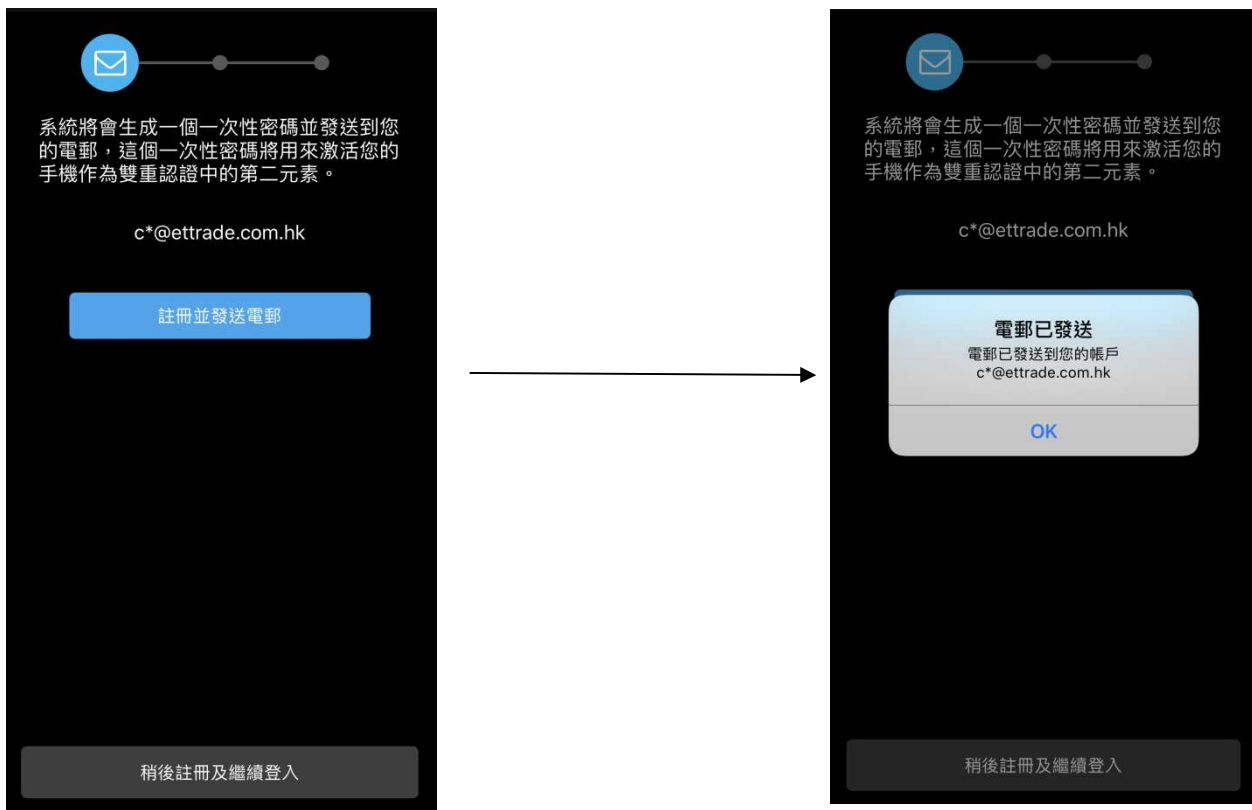 系統將會生成一個一次性密碼並發送到您
的電郵，這個一次性密碼將用來激活您的
手機作為雙重認證中的第二元素。
c*@ettrade.com.hk
註冊並發送電郵
稍後註冊及繼續登入
系統將會生成一個一次性密碼並發送到您
的電郵，這個一次性密碼將用來激活您的
手機作為雙重認證中的第二元素。
c*@ettrade.com.hk
電郵已發送
電郵已發送到您的帳戶
c*@ettrade.com.hk
OK
稍後註冊及繼續登入